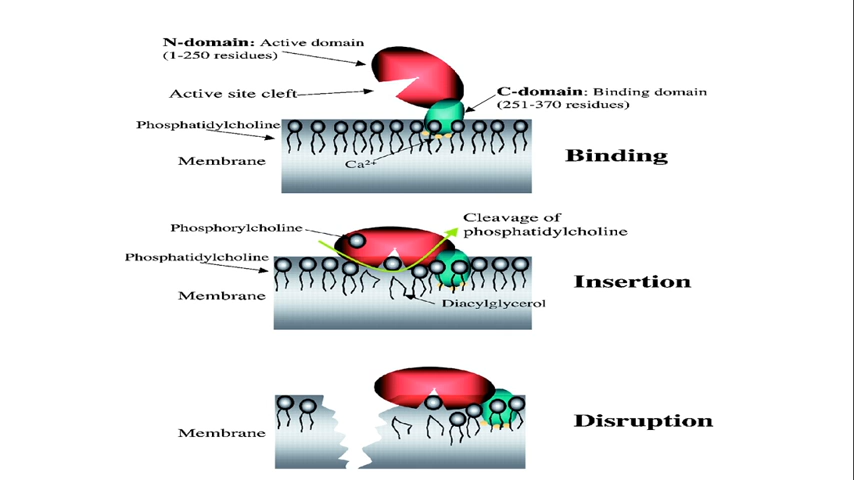 N-domain: Active domain
(1-250 residues)
Active site cleft
C-domain: Binding domain
(251-370 residues)
Phosphatidylcholine
Membrane
Ca²⁺
Binding
Phosphorylcholine
Cleavage of
phosphatidylcholine
Phosphatidylcholine
Membrane
Insertion
Diacylglycerol
Membrane
Disruption